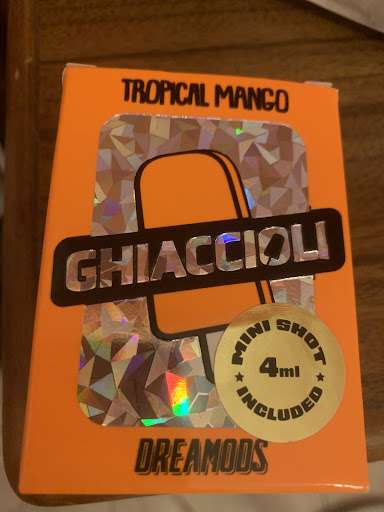 TROPICAL MANGO
GHIACCIOLI
MINI SHOT
4ml
INCLUDED
DREAMODS